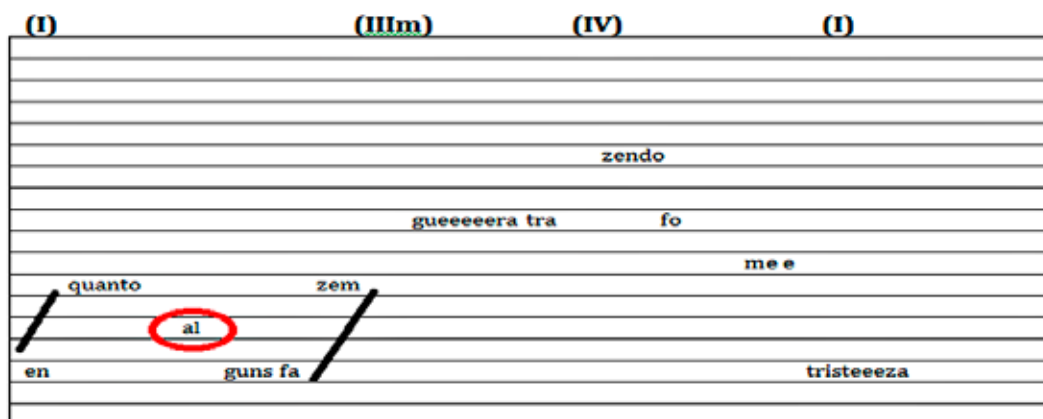 (I) (IIIm) (IV) (I)
zendo
gueeeeera tra fo
me e
quanto zem
al
en guns fa tristeeeza